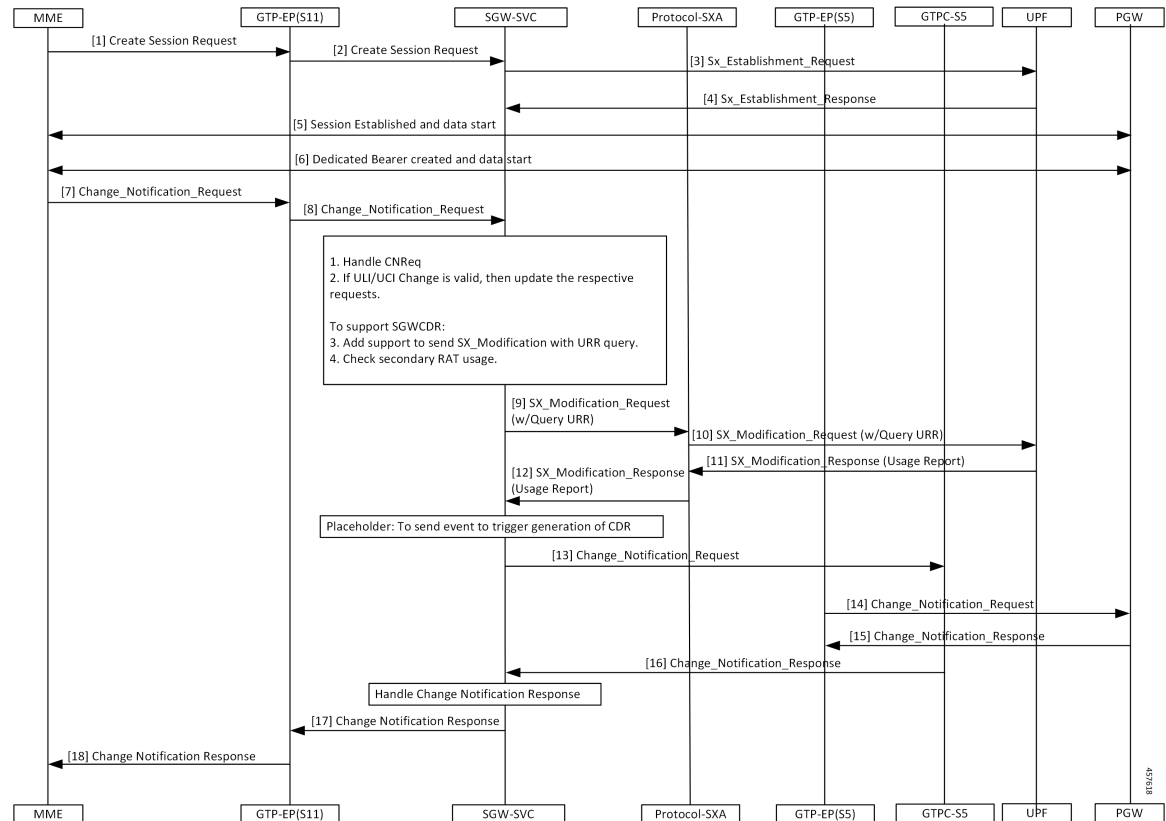 MME
GTP-EP(S11)
SGW-SVC
Protocol-SXA
GTP-EP(S5)
GTPC-S5
UPF
PGW
[1] Create Session Request
[2] Create Session Request
[3] Sx_Establishment_Request
[4] Sx_Establishment_Response
[5] Session Established and data start
[6] Dedicated Bearer created and data start
[7] Change_Notification_Request
[8] Change_Notification_Request
1. Handle CNReq
2. If ULI/UCI Change is valid, then update the respective
requests.
To support SGWCDR:
3. Add support to send SX_Modification with URR query.
4. Check secondary RAT usage.
[9] SX_Modification_Request
(w/Query URR)
[10] SX_Modification_Request (w/Query URR)
[11] SX_Modification_Response (Usage Report)
[12] SX_Modification_Response
(Usage Report)
Placeholder: To send event to trigger generation of CDR
[13] Change_Notification_Request
[14] Change_Notification_Request
[15] Change_Notification_Response
[16] Change_Notification_Response
Handle Change Notification Response
[17] Change Notification Response
[18] Change Notification Response
457618
MME
GTP-EP(S11)
SGW-SVC
Protocol-SXA
GTP-EP(S5)
GTPC-S5
UPF
PGW